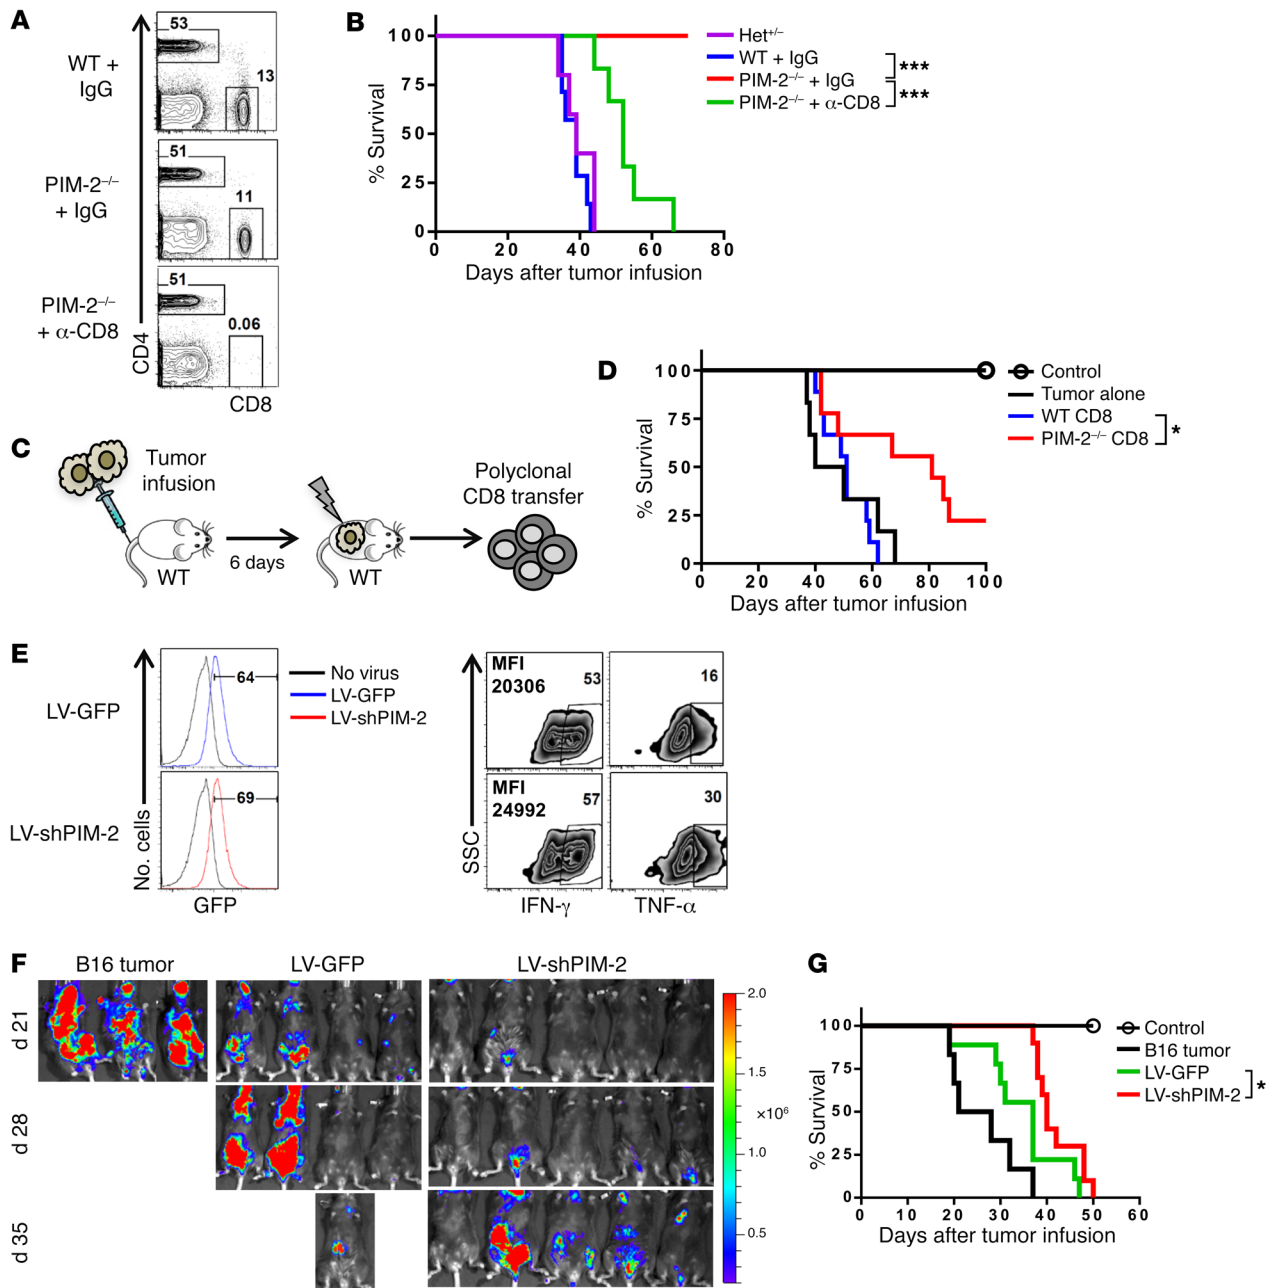 A
WT +
IgG
53
13
PIM-2–/–
+ IgG
51
11
PIM-2–/–
+ α-CD8
51
0.06
CD4
CD8
B
% Survival
100
75
50
25
0
0 20 40 60 80
Days after tumor infusion
Het+/–
WT + IgG
PIM-2–/– + IgG
PIM-2–/– + α-CD8
***
***
C
Tumor
infusion
WT
6 days
WT
Polyclonal
CD8 transfer
D
% Survival
100
75
50
25
0
0 20 40 60 80 100
Days after tumor infusion
Control
Tumor alone
WT CD8
PIM-2–/– CD8
*
E
LV-GFP
64
LV-shPIM-2
69
No. cells
GFP
No virus
LV-GFP
LV-shPIM-2
MFI
20306
53
16
MFI
24992
57
30
SSC
IFN-γ
TNF-α
F
B16 tumor
LV-GFP
LV-shPIM-2
d 21
d 28
d 35
2.0
1.5
×10⁶
1.0
0.5
G
% Survival
100
75
50
25
0
0 10 20 30 40 50 60
Days after tumor infusion
Control
B16 tumor
LV-GFP
LV-shPIM-2
*